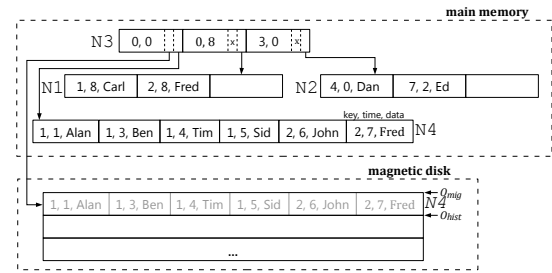 main memory
N3 0, 0 0, 8 x 3, 0 x
N1 1, 8, Carl 2, 8, Fred N2 4, 0, Dan 7, 2, Ed
key, time, data
1, 1, Alan 1, 3, Ben 1, 4, Tim 1, 5, Sid 2, 6, John 2, 7, Fred N4
magnetic disk
1, 1, Alan 1, 3, Ben 1, 4, Tim 1, 5, Sid 2, 6, John 2, 7, Fred N4
Omig
Ohist
...